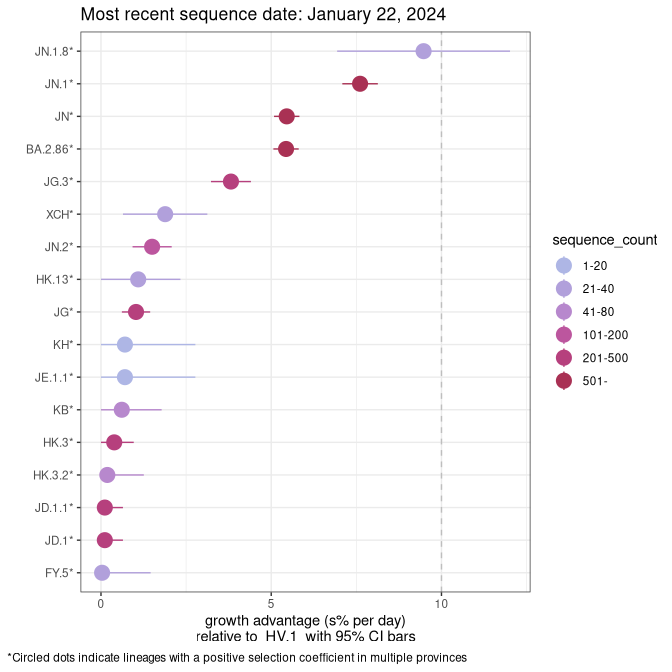 Most recent sequence date: January 22, 2024
JN.1.8*
JN.1*
JN*
BA.2.86*
JG.3*
XCH*
JN.2*
HK.13*
JG*
KH*
JE.1.1*
KB*
HK.3*
HK.3.2*
JD.1.1*
JD.1*
FY.5*
0 5 10
growth advantage (s% per day)
relative to HV.1 with 95% CI bars
sequence_count
1-20
21-40
41-80
101-200
201-500
501-
*Circled dots indicate lineages with a positive selection coefficient in multiple provinces